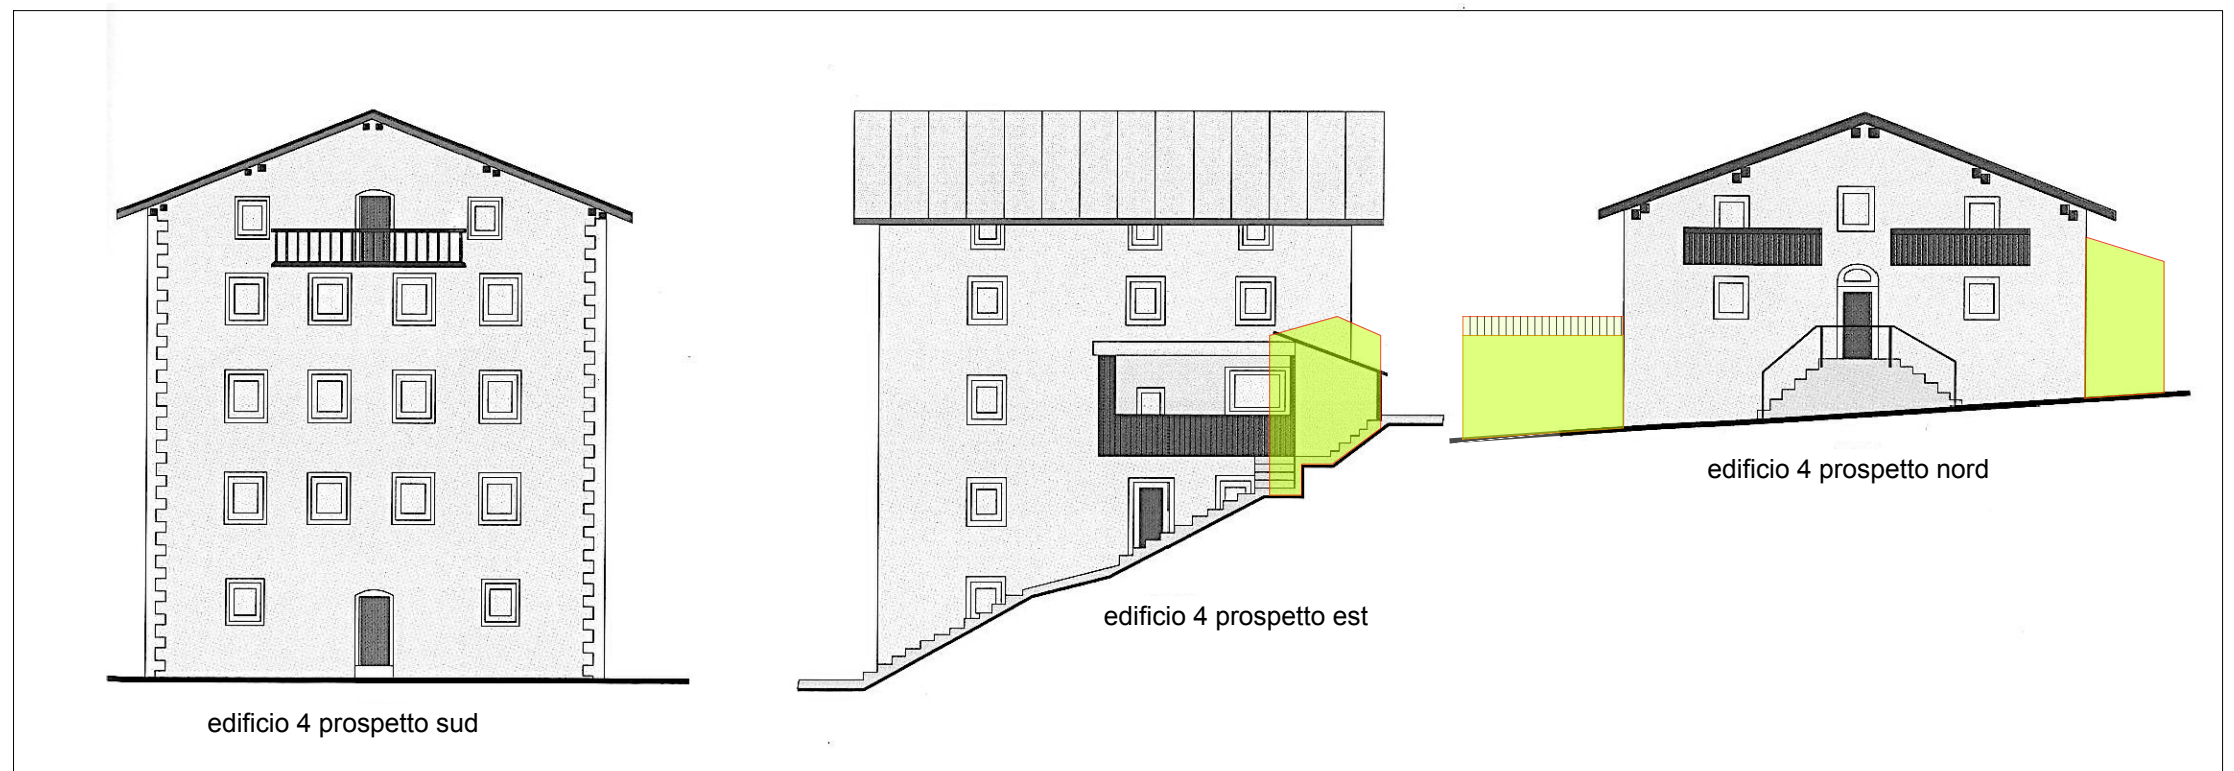 edificio 4 prospetto sud
edificio 4 prospetto est
edificio 4 prospetto nord